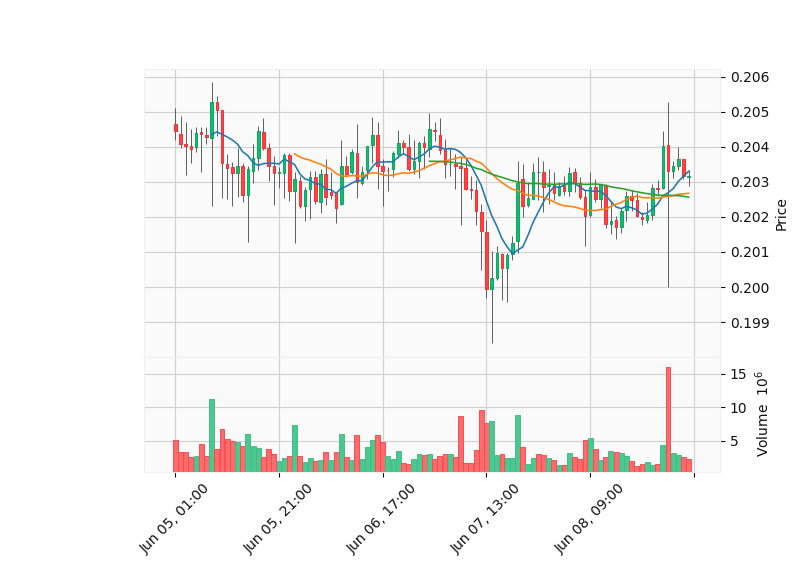 0.206
0.205
0.204
0.203
0.202
0.201
0.200
0.199
Price
15
10
5
Volume 10^6
Jun 05, 01:00
Jun 05, 21:00
Jun 06, 17:00
Jun 07, 13:00
Jun 08, 09:00